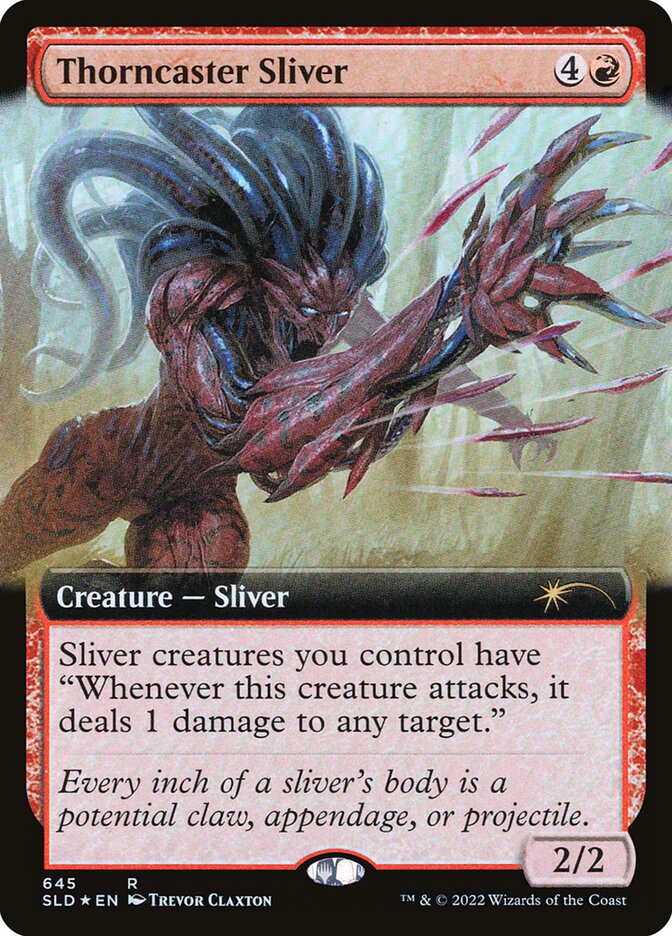 Thorncaster Sliver 4
Creature — Sliver
Sliver creatures you control have
“Whenever this creature attacks, it
deals 1 damage to any target.”
Every inch of a sliver’s body is a
potential claw, appendage, or projectile.
2/2
645 R
SLD ★ EN Trevor Claxton
™ & © 2022 Wizards of the Coast